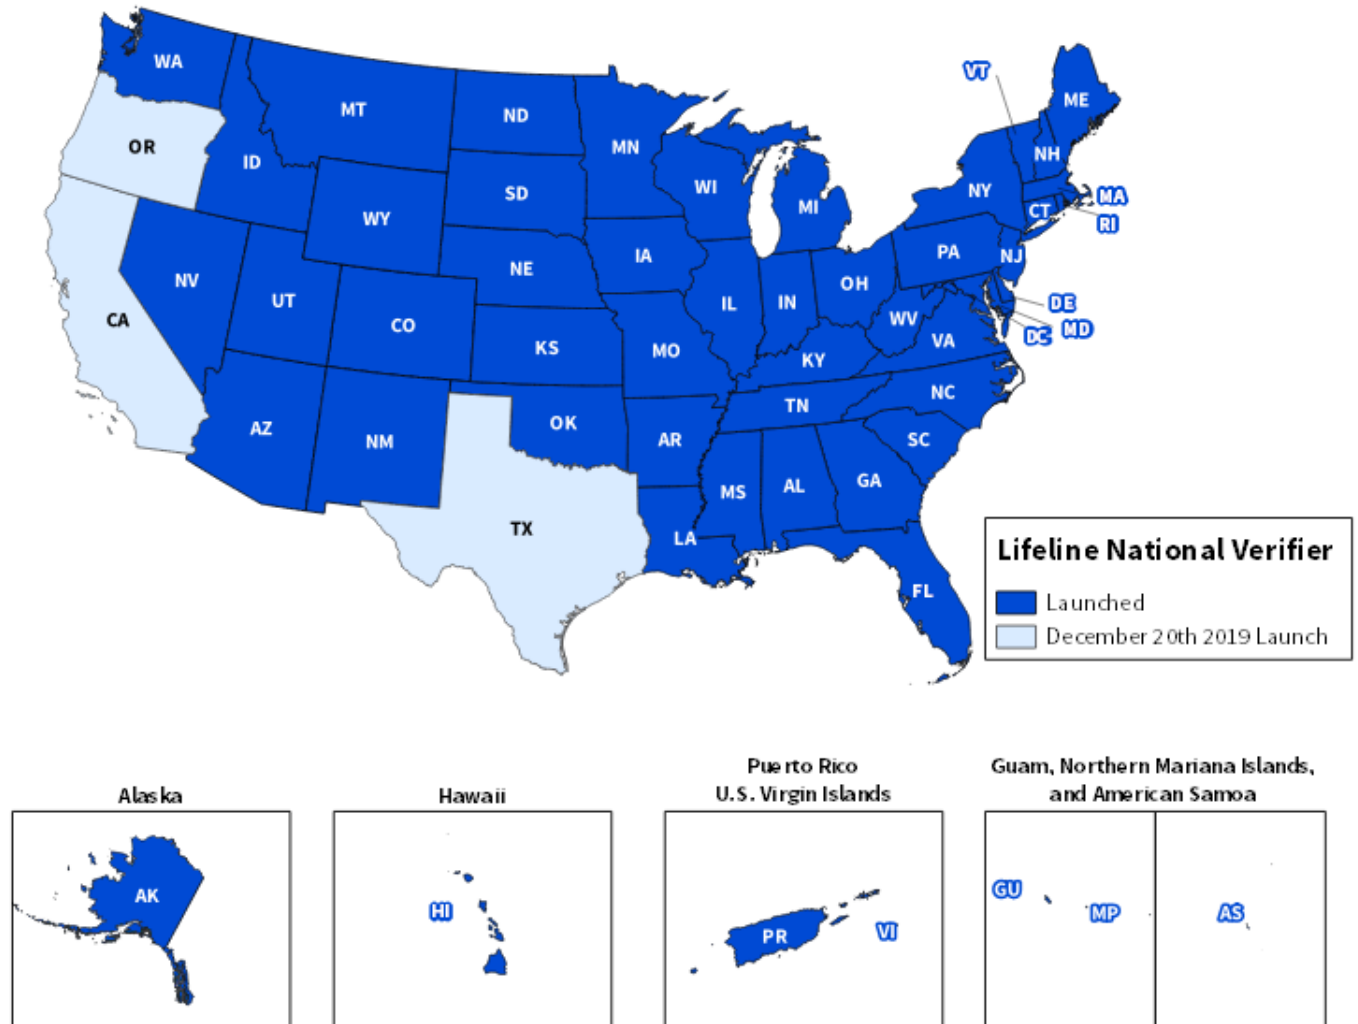 WA
MT
ND
MN
VT
ME
OR
ID
SD
WI
MI
NY
NH
MA
WY
CT
RI
NV
UT
NE
IA
PA
NJ
CA
CO
IL
IN
OH
DE
KS
MO
WV
VA
DC
MD
KY
AZ
NM
OK
AR
TN
NC
SC
TX
MS
AL
GA
LA
FL
Lifeline National Verifier
Launched
December 20th 2019 Launch
Alaska
Hawaii
Puerto Rico
U.S. Virgin Islands
Guam, Northern Mariana Islands,
and American Samoa
AK
HI
PR
VI
GU
MP
AS